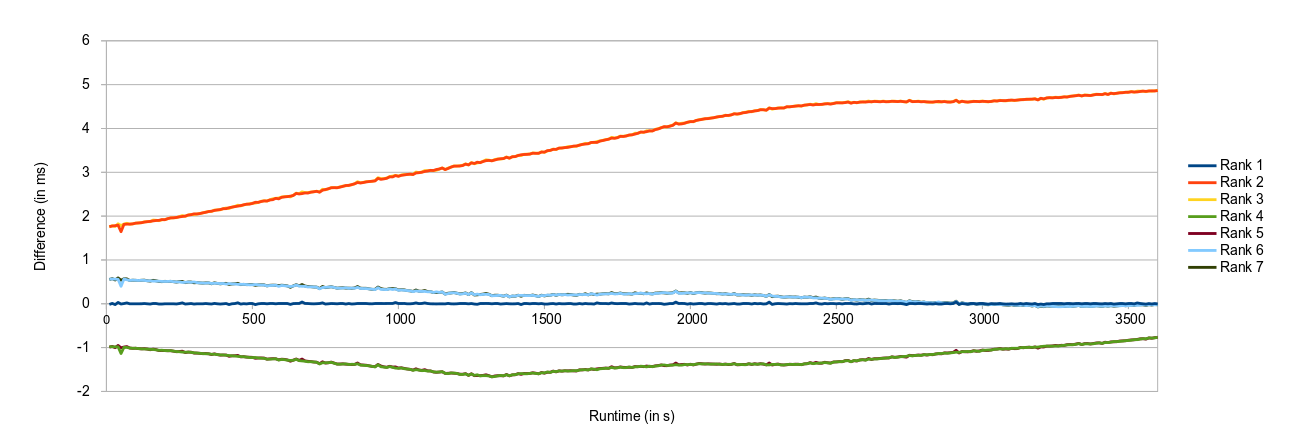 6
5
4
3
2
1
0
-1
-2
0 500 1000 1500 2000 2500 3000 3500
Difference (in ms)
Runtime (in s)
Rank 1
Rank 2
Rank 3
Rank 4
Rank 5
Rank 6
Rank 7